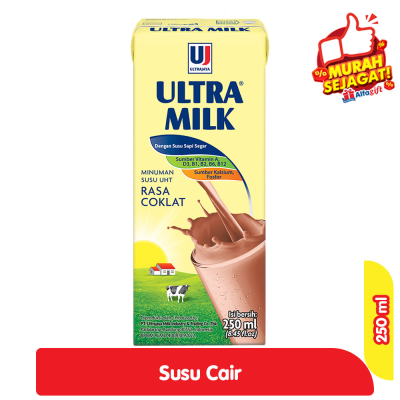 MURAH
SEJAGAT!
Alfagift
UJ
ULTRAJAYA
ULTRA®
MILK
Dengan Susu Sapi Segar
Sumber Vitamin A,
D3, B1, B2, B6, B12
Sumber Kalsium,
Fosfor
MINUMAN
SUSU UHT
RASA
COKLAT
Isi bersih:
250 ml
(8.45 fl.oz)
250 ml
Susu Cair